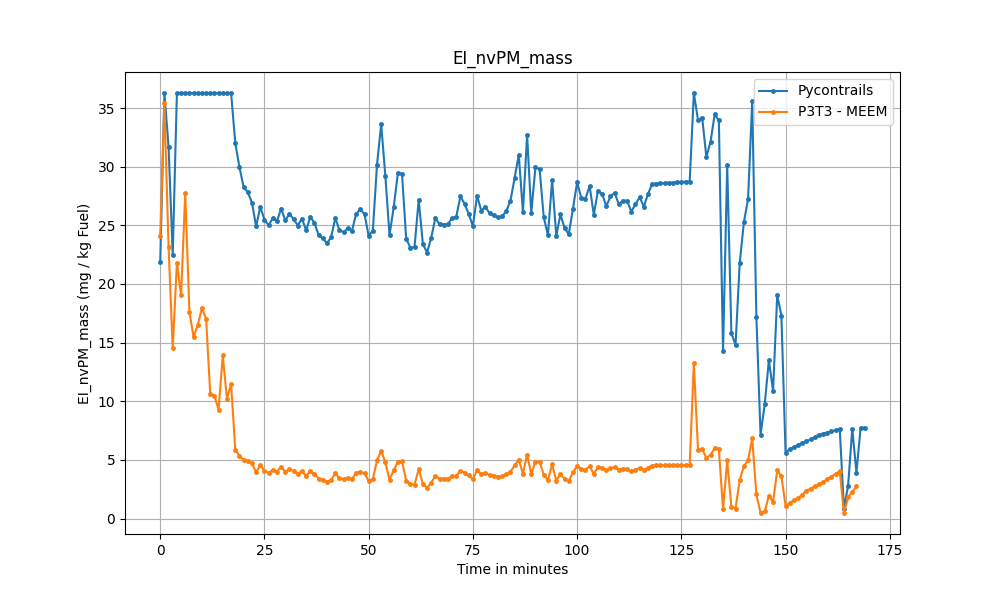 EI_nvPM_mass
Pycontrails
P3T3 - MEEM
EI_nvPM_mass (mg / kg Fuel)
35
30
25
20
15
10
5
0
0 25 50 75 100 125 150 175
Time in minutes